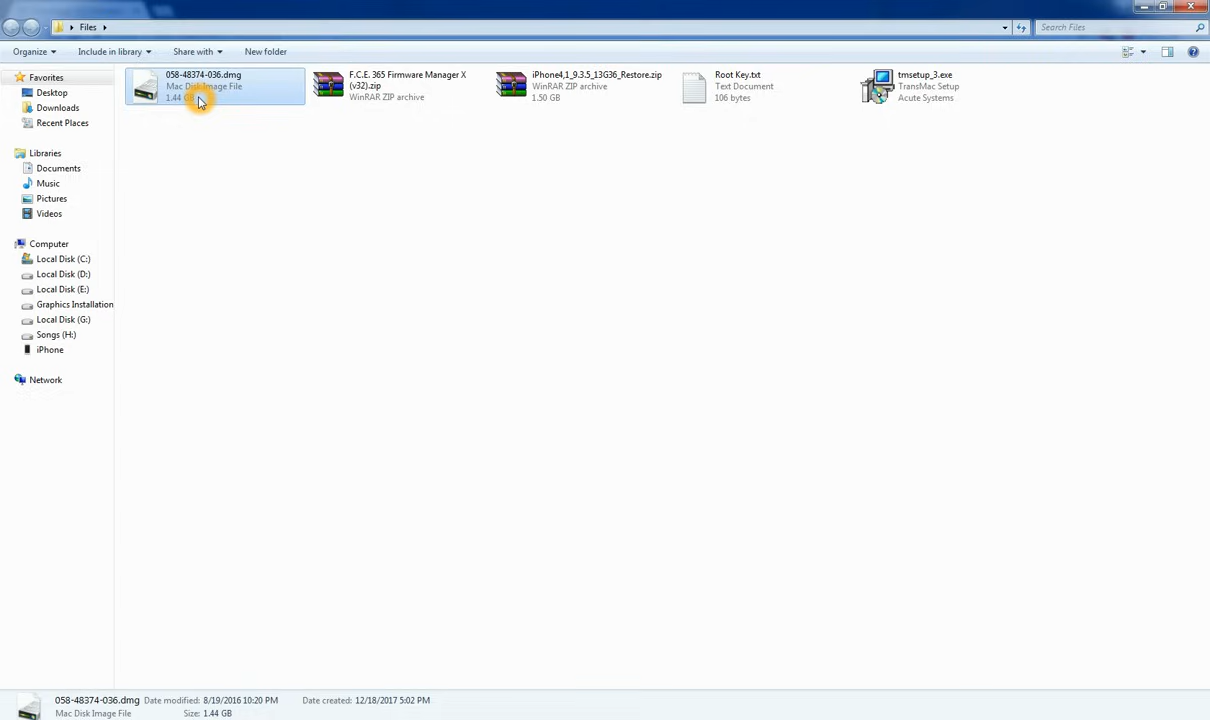 Files
Search Files
Organize Include in library Share with New folder
Favorites
Desktop
Downloads
Recent Places
Libraries
Documents
Music
Pictures
Videos
Computer
Local Disk (C:)
Local Disk (D:)
Local Disk (E:)
Graphics Installation
Local Disk (G:)
Songs (H:)
iPhone
Network
058-48374-036.dmg
Mac Disk Image File
1.44 GB
F.C.E. 365 Firmware Manager X
(v32).zip
WinRAR ZIP archive
iPhone4,1_9.3.5_13G36_Restore.zip
WinRAR ZIP archive
1.50 GB
Root Key.txt
Text Document
106 bytes
tmsetup_3.exe
TransMac Setup
Acute Systems
058-48374-036.dmg Date modified: 8/19/2016 10:20 PM Date created: 12/18/2017 5:02 PM
Mac Disk Image File Size: 1.44 GB